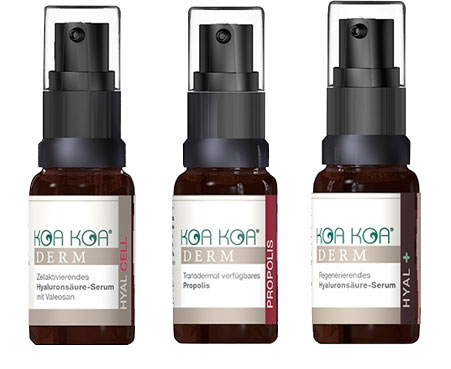 KOA KOA®
DERM
Zellaktivierendes
Hyaluronsäure-Serum
mit Valeosan
HYAL CELL
KOA KOA®
DERM
Transdermal verfügbares
Propolis
PROPOLIS
KOA KOA®
DERM
Regenerierendes
Hyaluronsäure-Serum
HYAL +